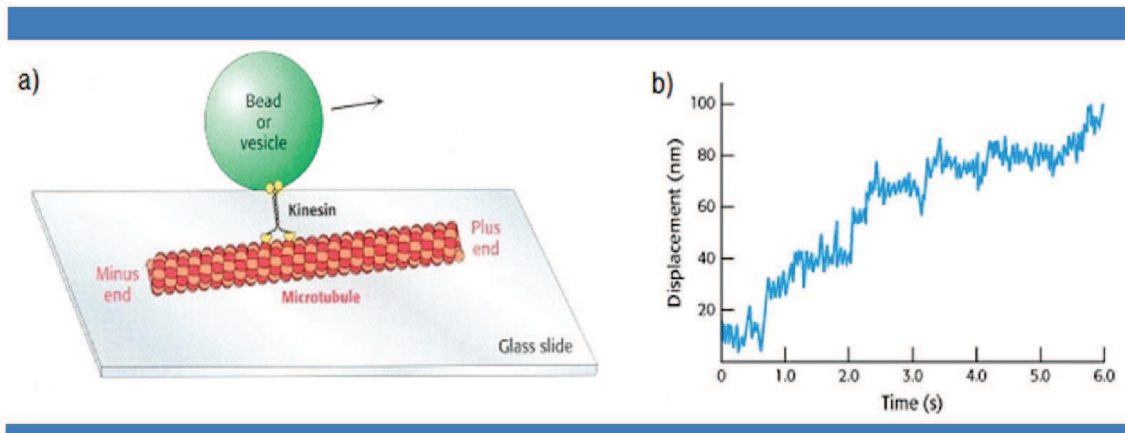 a)
Bead
or
vesicle
Kinesin
Plus
end
Minus
end
Microtubule
Glass slide
b)
Displacement (nm)
100
80
60
40
20
0 1.0 2.0 3.0 4.0 5.0 6.0
Time (s)